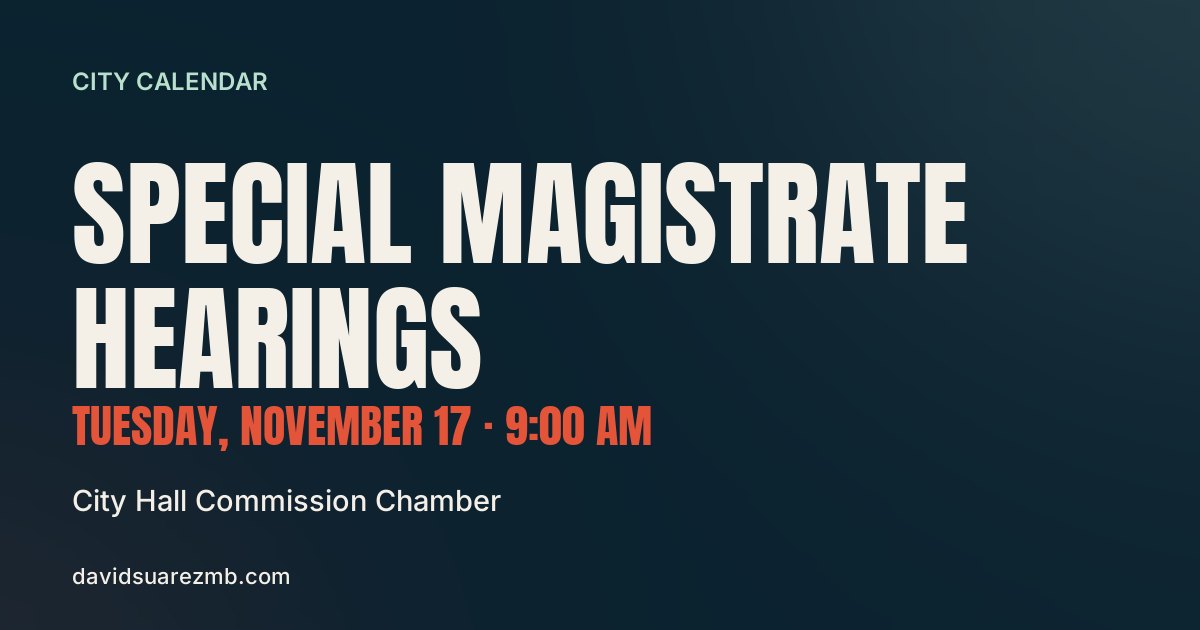 CITY CALENDAR
SPECIAL MAGISTRATE
HEARINGS
TUESDAY, NOVEMBER 17 · 9:00 AM
City Hall Commission Chamber
davidsuarezmb.com